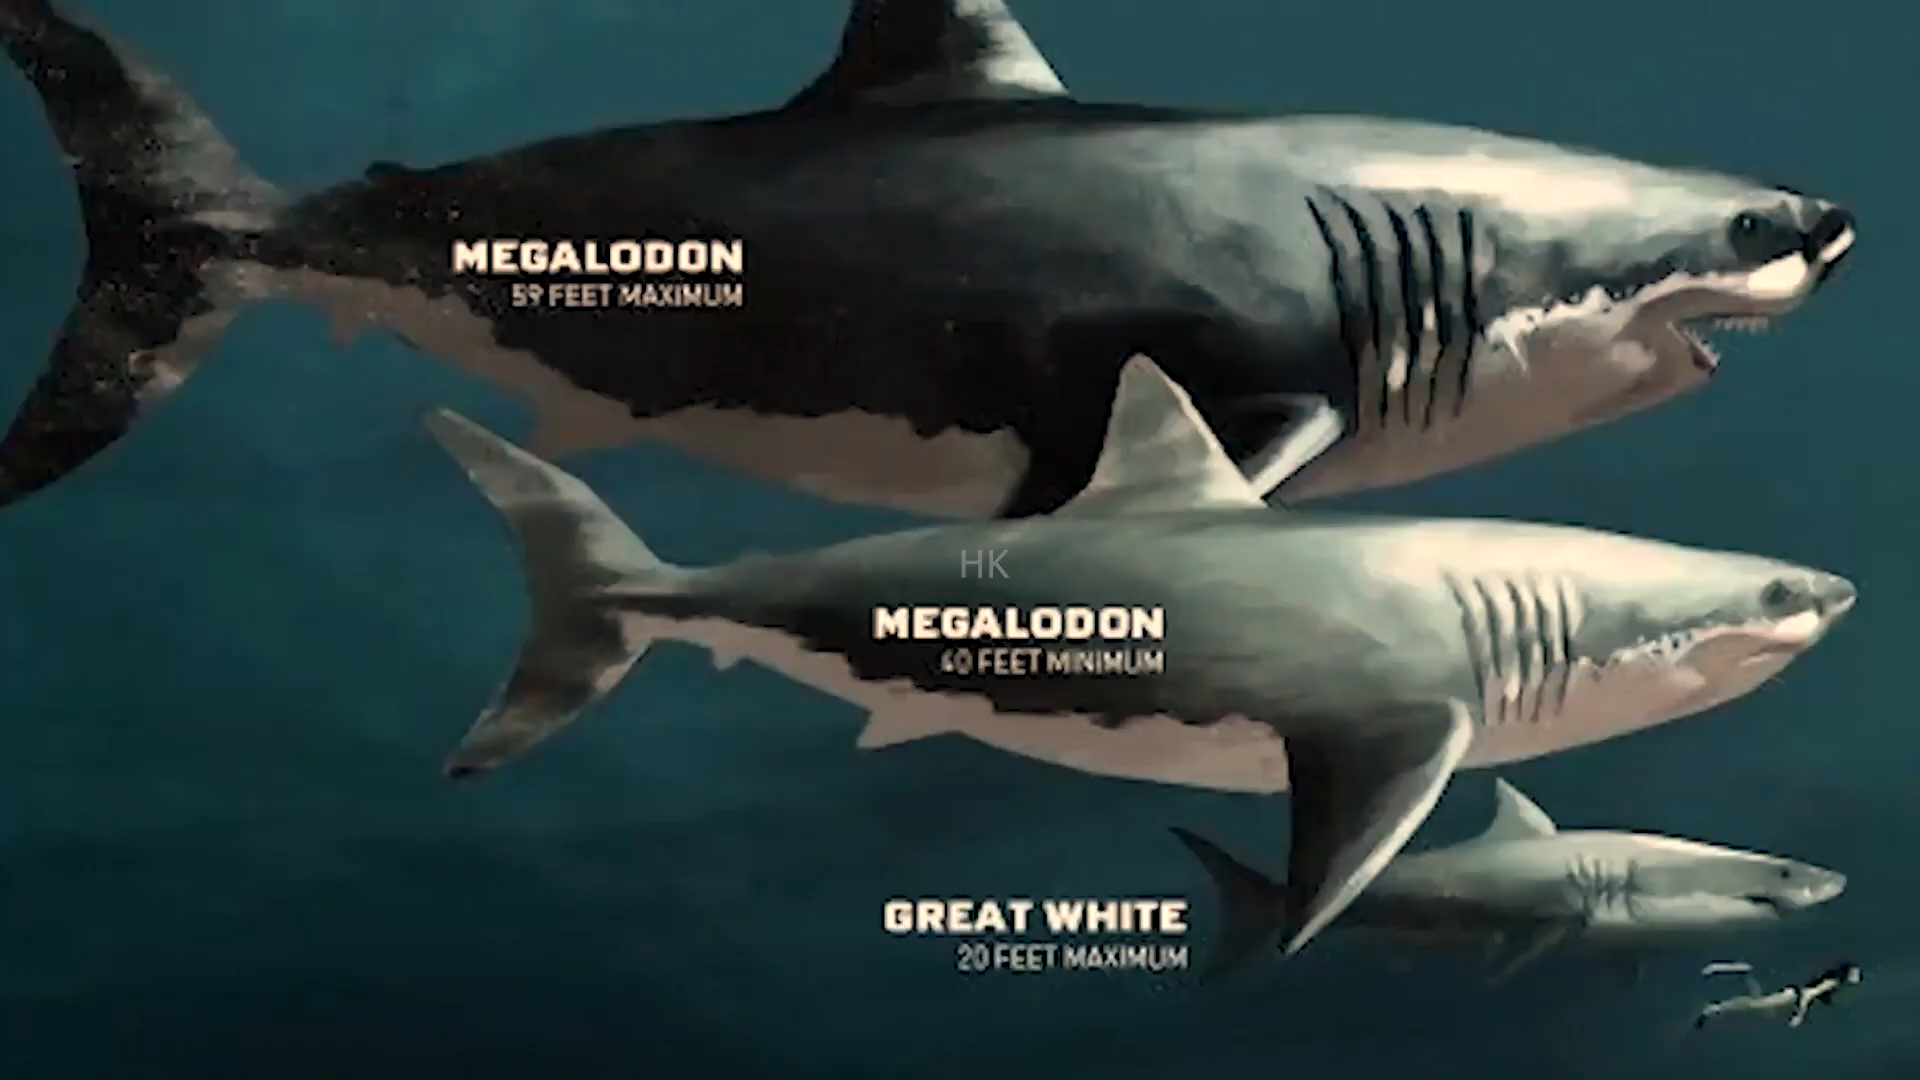 MEGALODON
59 FEET MAXIMUM
HK
MEGALODON
40 FEET MINIMUM
GREAT WHITE
20 FEET MAXIMUM